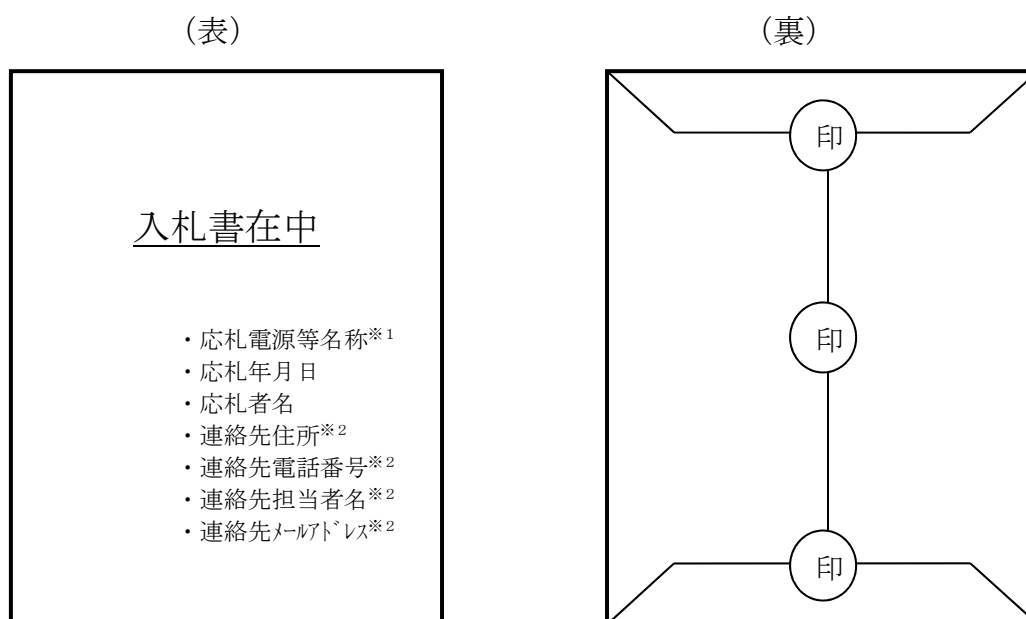 (表)
(裏)
入札書在中
・応札電源等名称※1
・応札年月日
・応札者名
・連絡先住所※2
・連絡先電話番号※2
・連絡先担当者名※2
・連絡先ﾒｰﾙｱﾄﾞﾚｽ※2
印
印
印